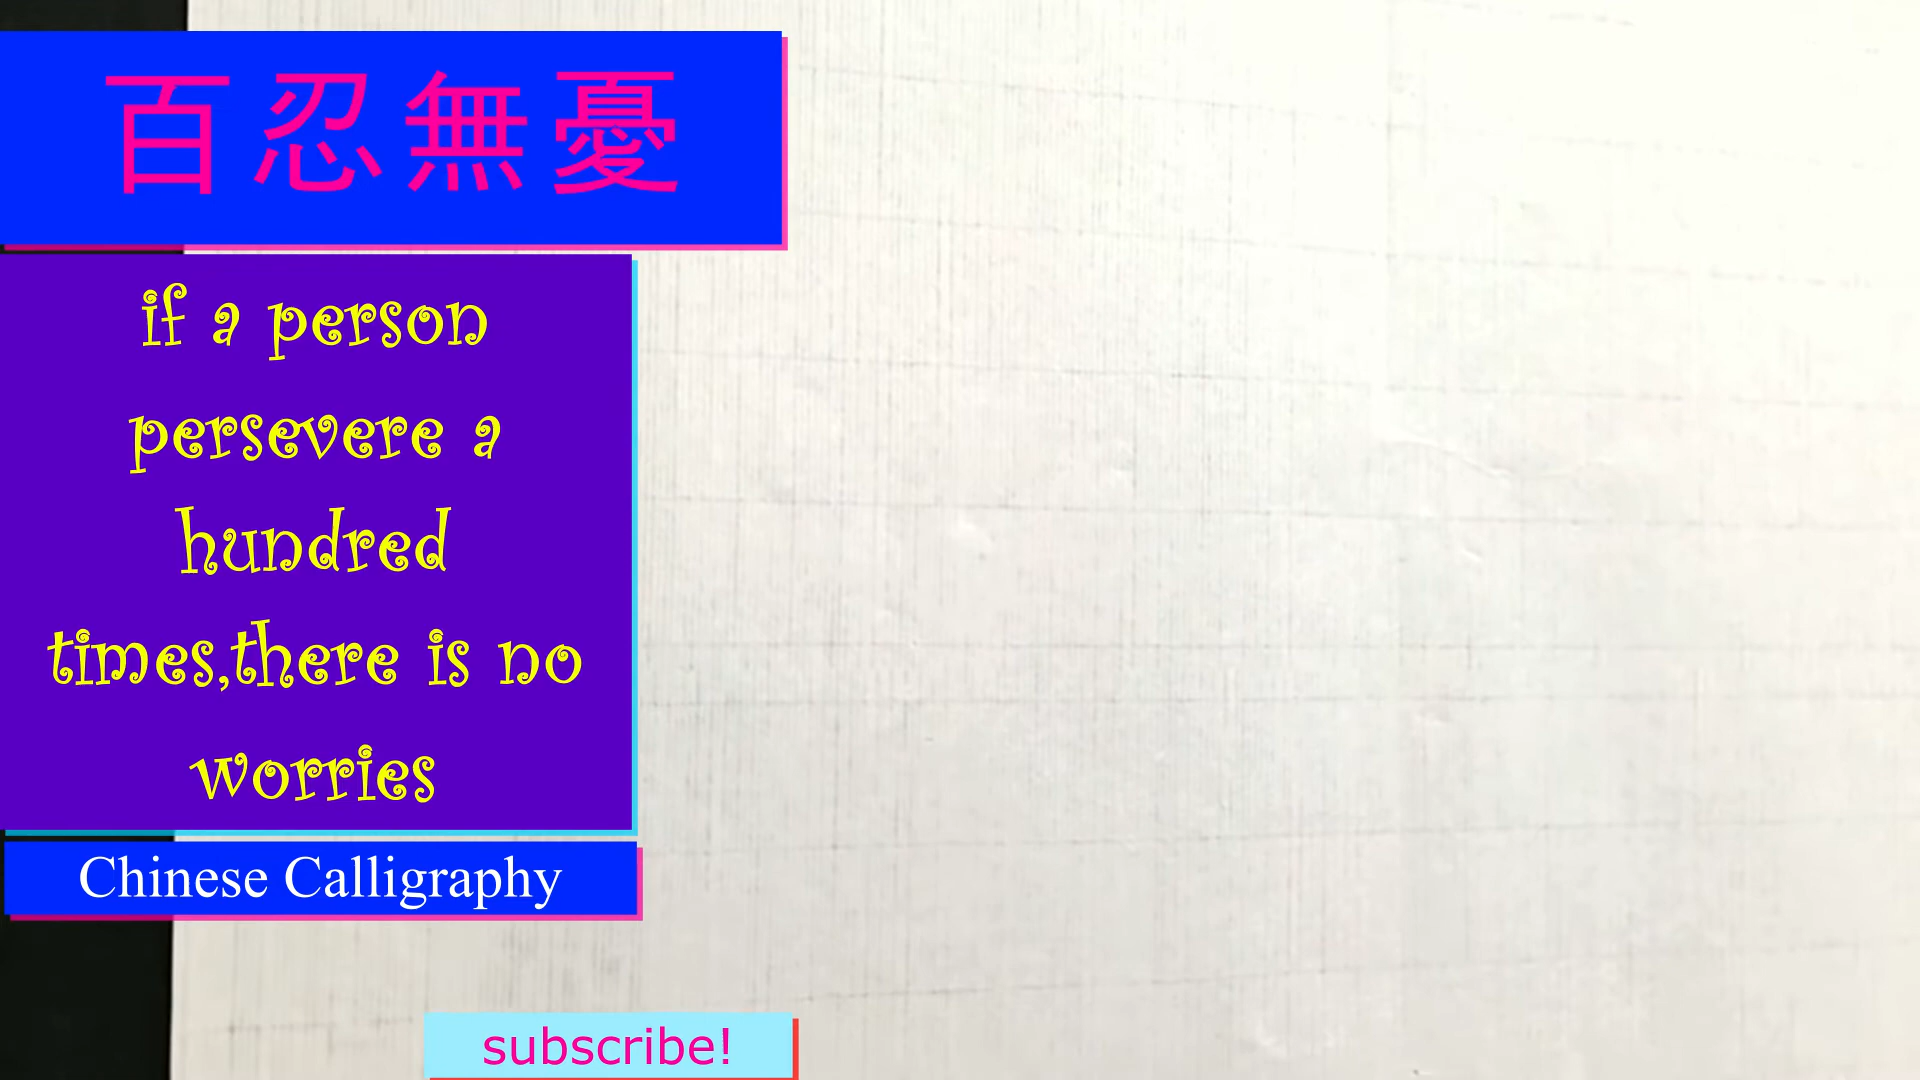 百忍無憂
if a person
persevere a
hundred
times,there is no
worries
Chinese Calligraphy
subscribe!